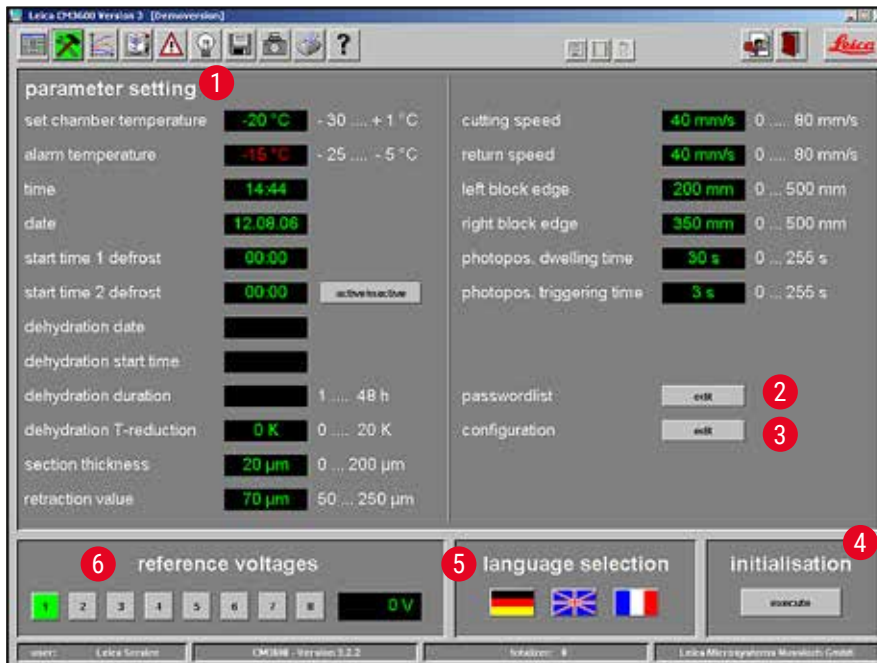 Leica CM3600 Version 3 [Demoversion]
? Leica
parameter setting 1
set chamber temperature -20 °C - 30 .... + 1 °C
alarm temperature -15 °C - 25 .... - 5 °C
time 14:44
date 12.08.06
start time 1 defrost 00:00
start time 2 defrost 00:00 active/inactive
dehydration date
dehydration start time
dehydration duration 1 .... 48 h
dehydration T-reduction 0 K 0 .... 20 K
section thickness 20 µm 0 ... 200 µm
retraction value 70 µm 50 ... 250 µm
cutting speed 40 mm/s 0 .... 80 mm/s
return speed 40 mm/s 0 .... 80 mm/s
left block edge 200 mm 0 ... 500 mm
right block edge 350 mm 0 ... 500 mm
photopos. dwelling time 30 s 0 ... 255 s
photopos. triggering time 3 s 0 ... 255 s
passwordlist edit 2
configuration edit 3
6 reference voltages
1 2 3 4 5 6 7 8 0 V
5 language selection
4
initialisation
execute
user: Leica Service CM3600 - Version 3.2.2 totalizer: 0 Leica Microsystems Nussloch GmbH